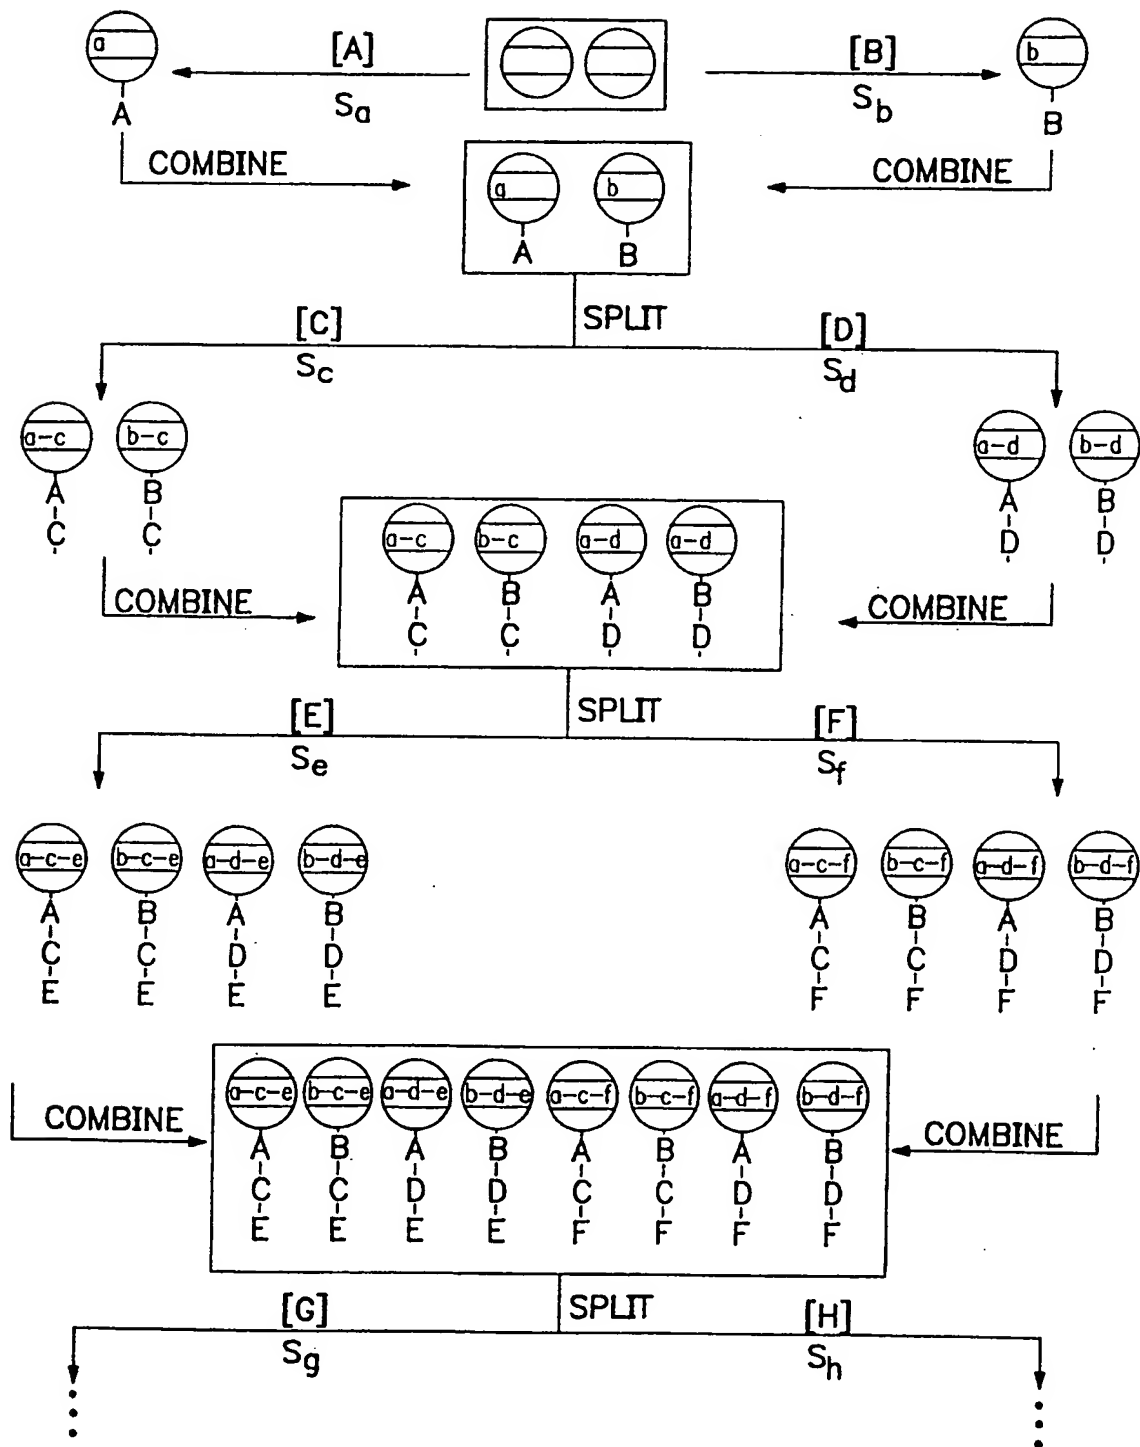 a [A] [B] b
Sa Sb
A B
COMBINE COMBINE
a b
A B
SPLIT
[C] [D]
Sc Sd
a-c b-c a-d b-d
A B A B
C C D D
a-c b-c a-d a-d
A B A B
COMBINE COMBINE
C C D D
SPLIT
[E] [F]
Se Sf
a-c-e b-c-e a-d-e b-d-e a-c-f b-c-f a-d-f b-d-f
A B A B A B A B
C C D D C C D D
E E E E F F F F
a-c-e b-c-e a-d-e b-d-e a-c-f b-c-f a-d-f b-d-f
COMBINE COMBINE
A B A B A B A B
C C D D C C D D
E E E E F F F F
SPLIT
[G] [H]
Sg Sh